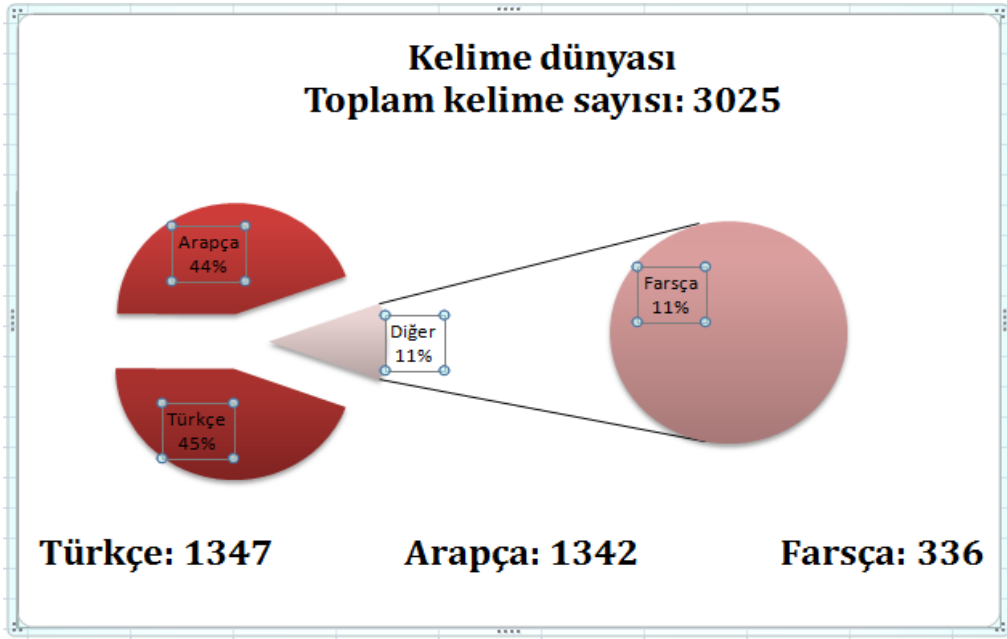 Kelime dünyası
Toplam kelime sayısı: 3025
Arapça
44%
Farsça
11%
Diğer
11%
Türkçe
45%
Türkçe: 1347 Arapça: 1342 Farsça: 336